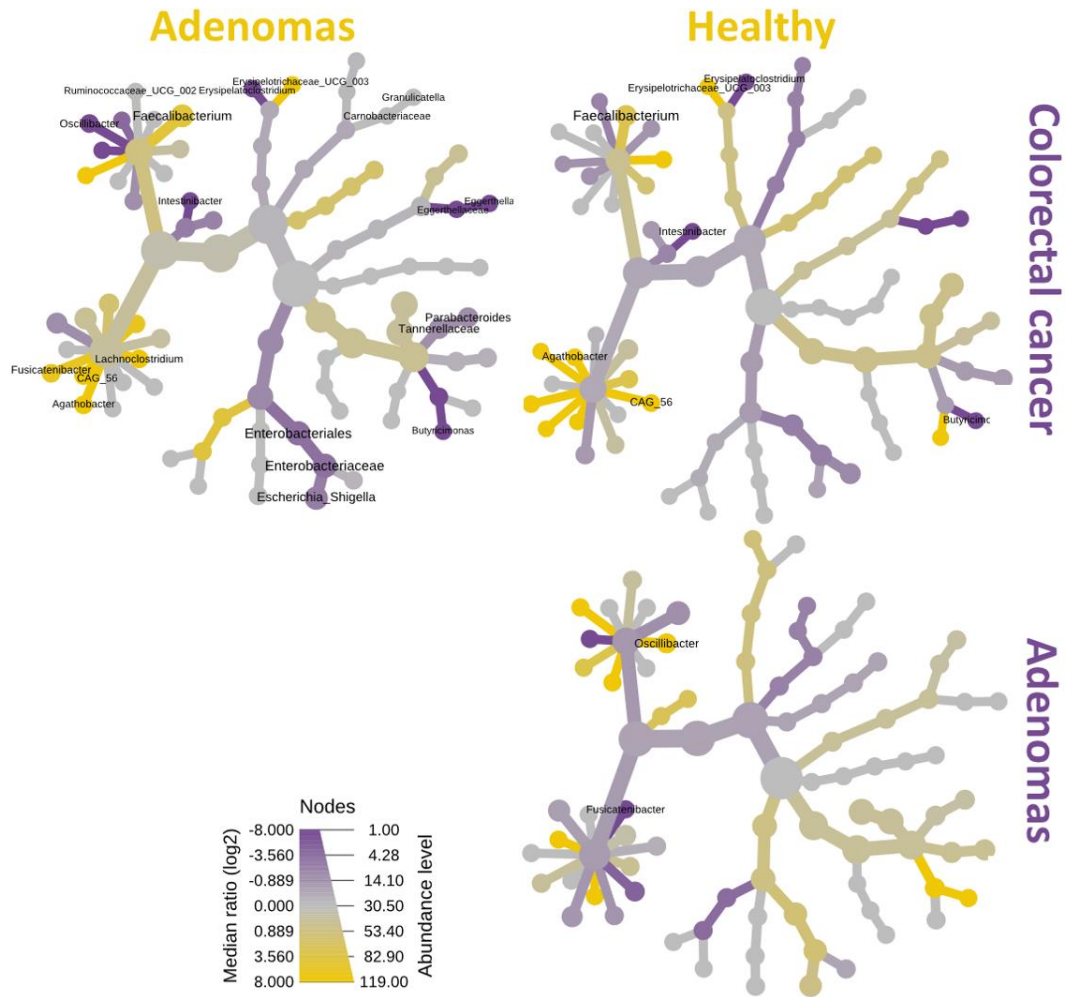 Adenomas
Healthy
Erysipelotrichaceae_UCG_003
Ruminococcaceae_UCG_002
Erysipelatoclostridium
Granulicatella
Oscillibacter
Faecalibacterium
Carnobacteriaceae
Intestinibacter
Eggerthella
Eggerthellaceae
Parabacteroides
Tannerellaceae
Lachnoclostridium
Fusicatenibacter
CAG_56
Agathobacter
Butyricimonas
Enterobacteriales
Enterobacteriaceae
Escherichia_Shigella
Erysipelatoclostridium
Erysipelotrichaceae_UCG_003
Faecalibacterium
Intestinibacter
Agathobacter
CAG_56
Butyricimc
Colorectal cancer
Oscillibacter
Fusicatenibacter
Adenomas
Nodes
-8.000 1.00
-3.560 4.28
-0.889 14.10
0.000 30.50
0.889 53.40
3.560 82.90
8.000 119.00
Median ratio (log2)
Abundance level